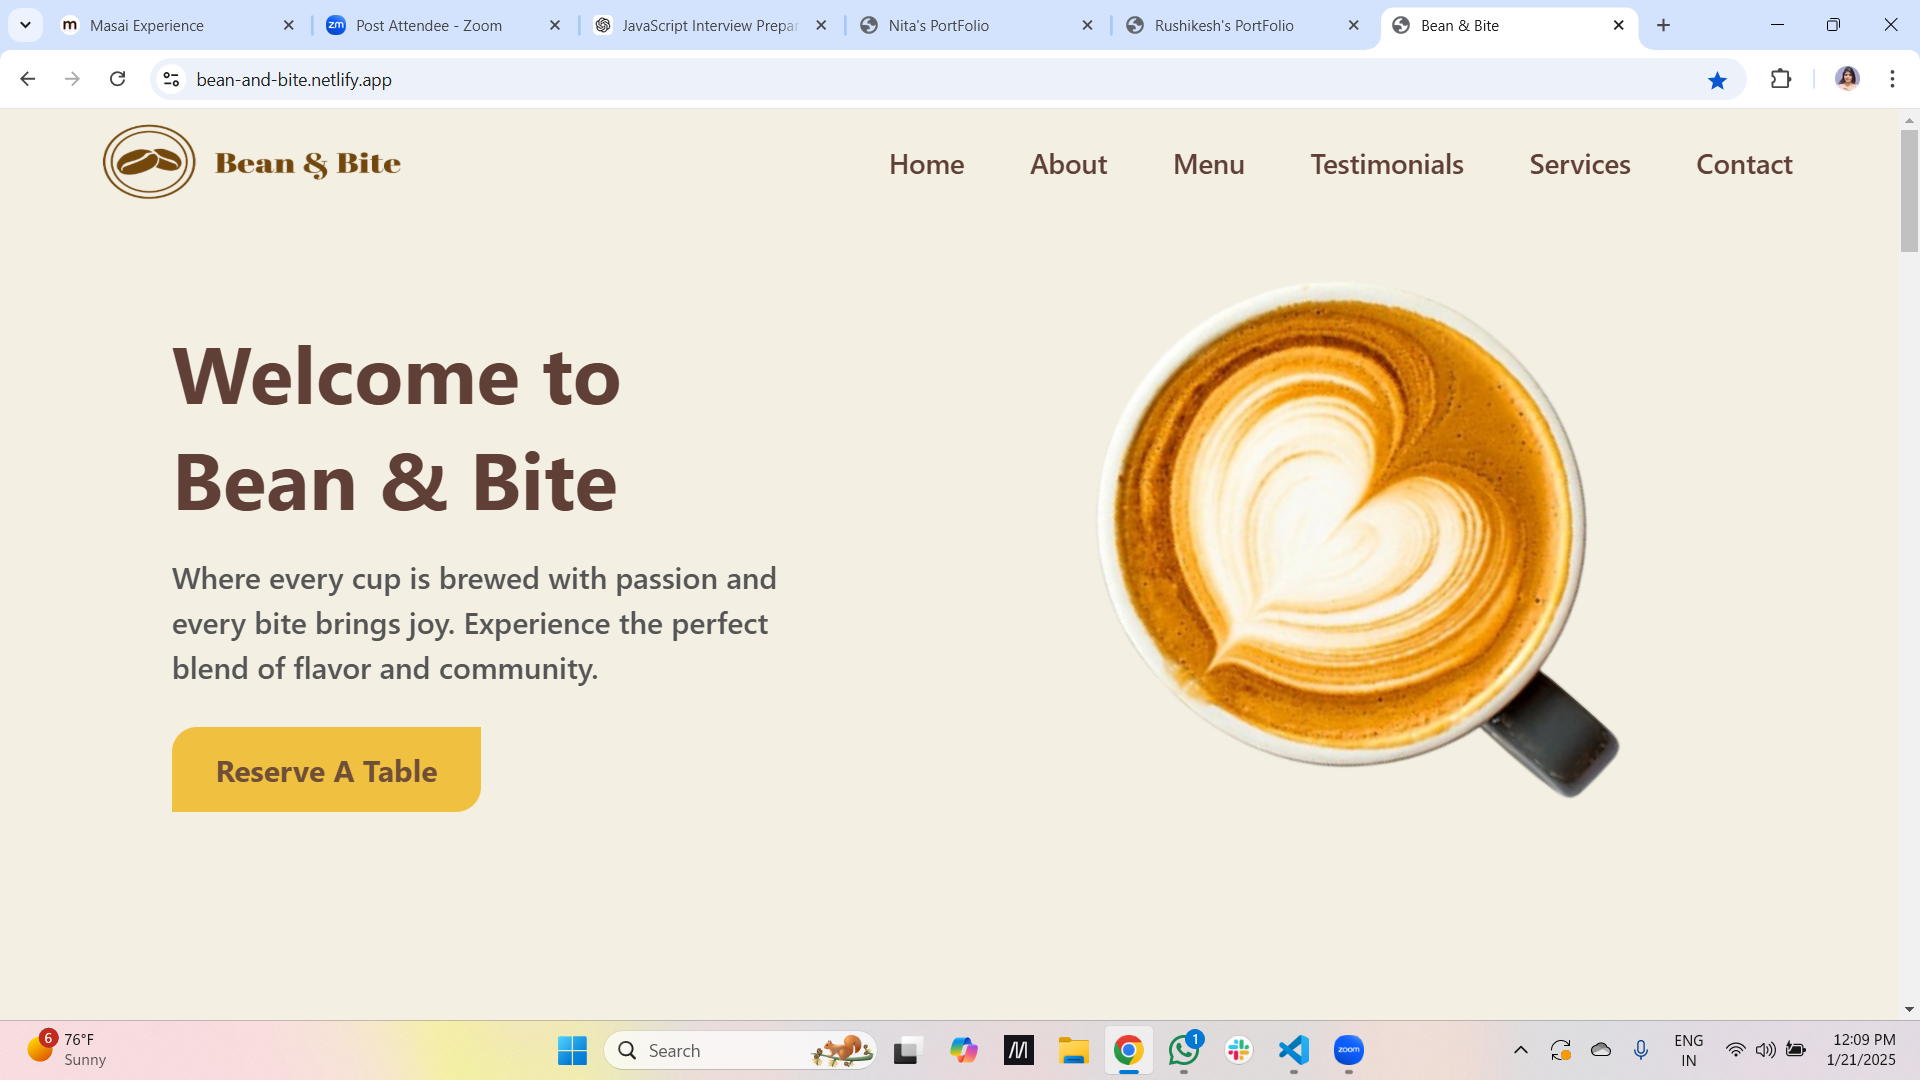 Masai Experience
Post Attendee - Zoom
JavaScript Interview Prepar
Nita's PortFolio
Rushikesh's PortFolio
Bean & Bite
bean-and-bite.netlify.app
Bean & Bite
Home
About
Menu
Testimonials
Services
Contact
Welcome to
Bean & Bite
Where every cup is brewed with passion and
every bite brings joy. Experience the perfect
blend of flavor and community.
Reserve A Table
6
76°F
Sunny
Search
1
zoom
ENG
IN
12:09 PM
1/21/2025